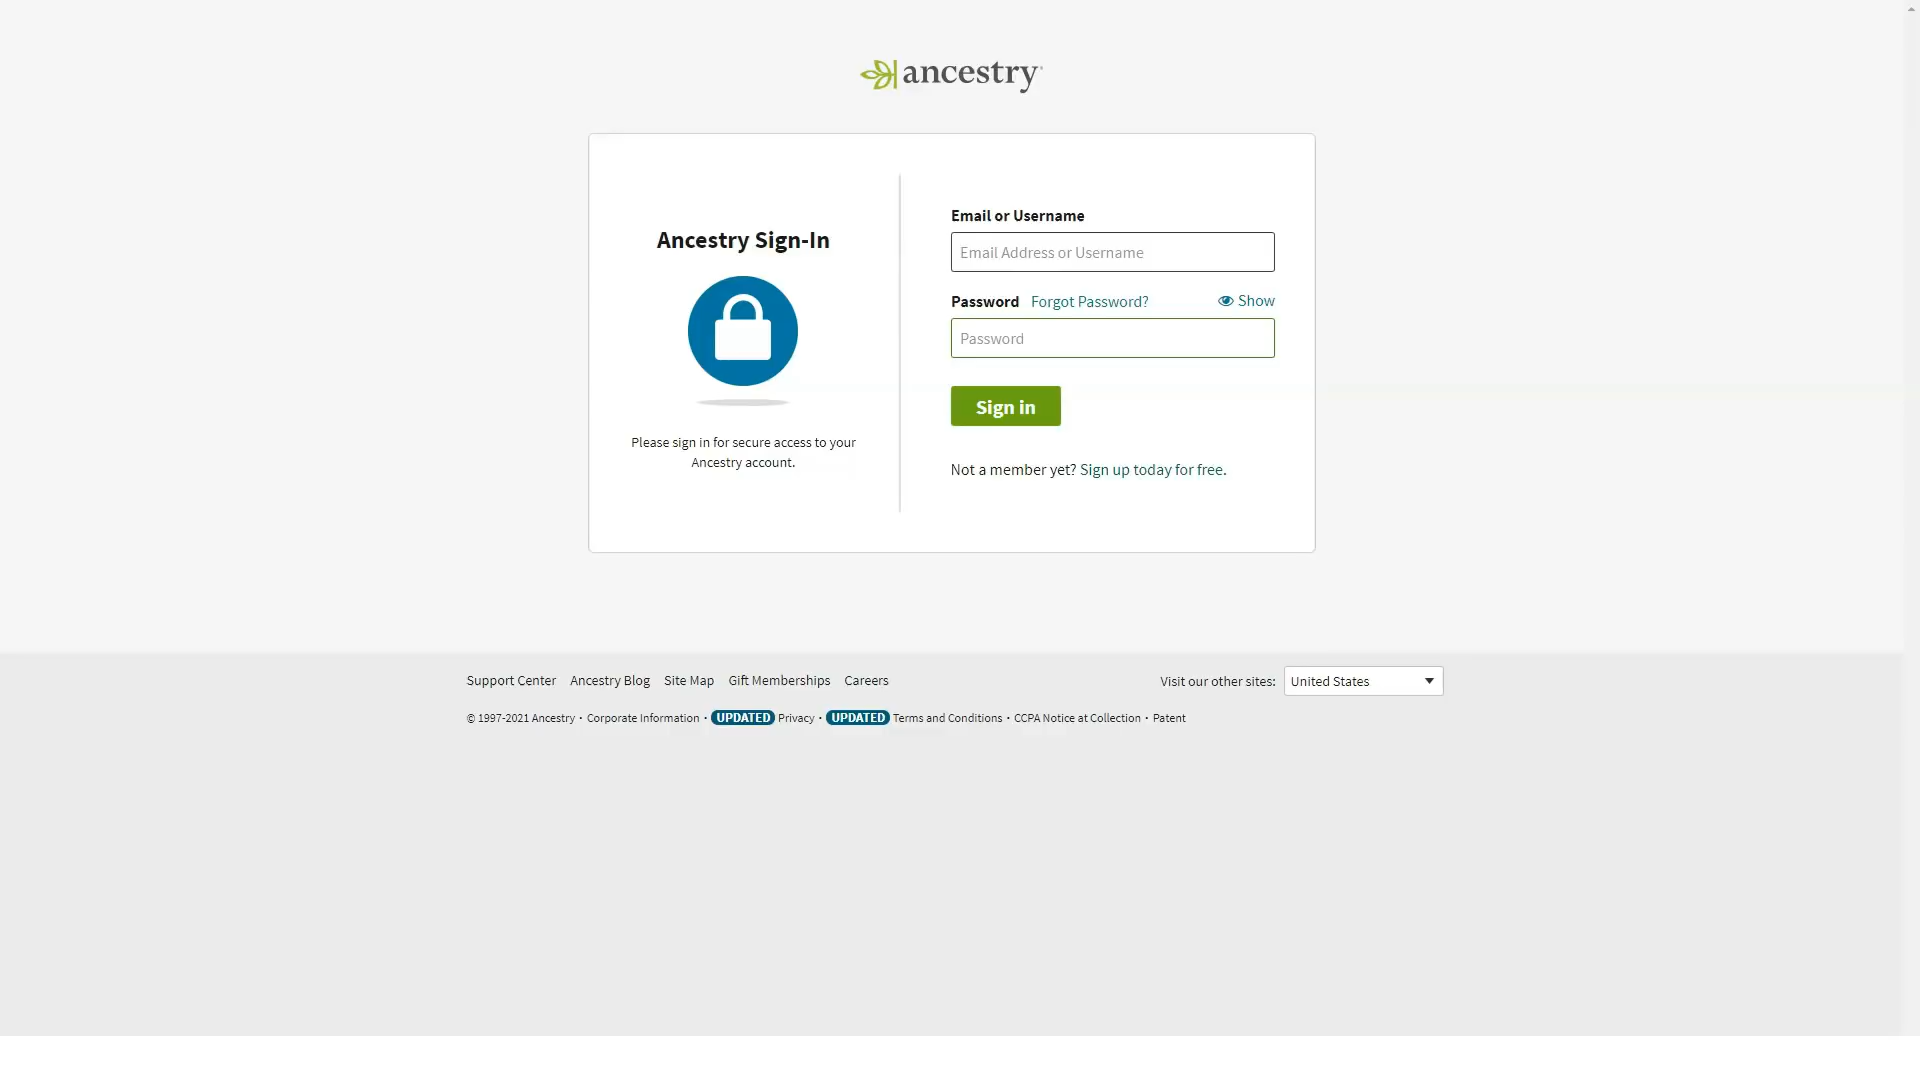 ancestry
Ancestry Sign-In
Please sign in for secure access to your
Ancestry account.
Email or Username
Email Address or Username
Password Forgot Password? Show
Password
Sign in
Not a member yet? Sign up today for free.
Support Center Ancestry Blog Site Map Gift Memberships Careers
Visit our other sites: United States
© 1997-2021 Ancestry · Corporate Information · UPDATED Privacy · UPDATED Terms and Conditions · CCPA Notice at Collection · Patent